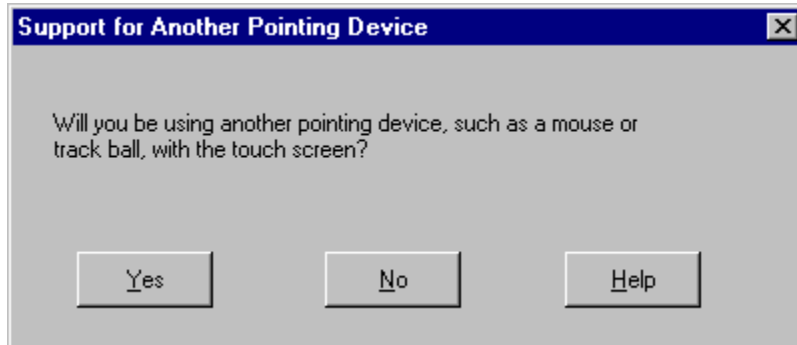 Support for Another Pointing Device
Will you be using another pointing device, such as a mouse or
track ball, with the touch screen?
Yes No Help